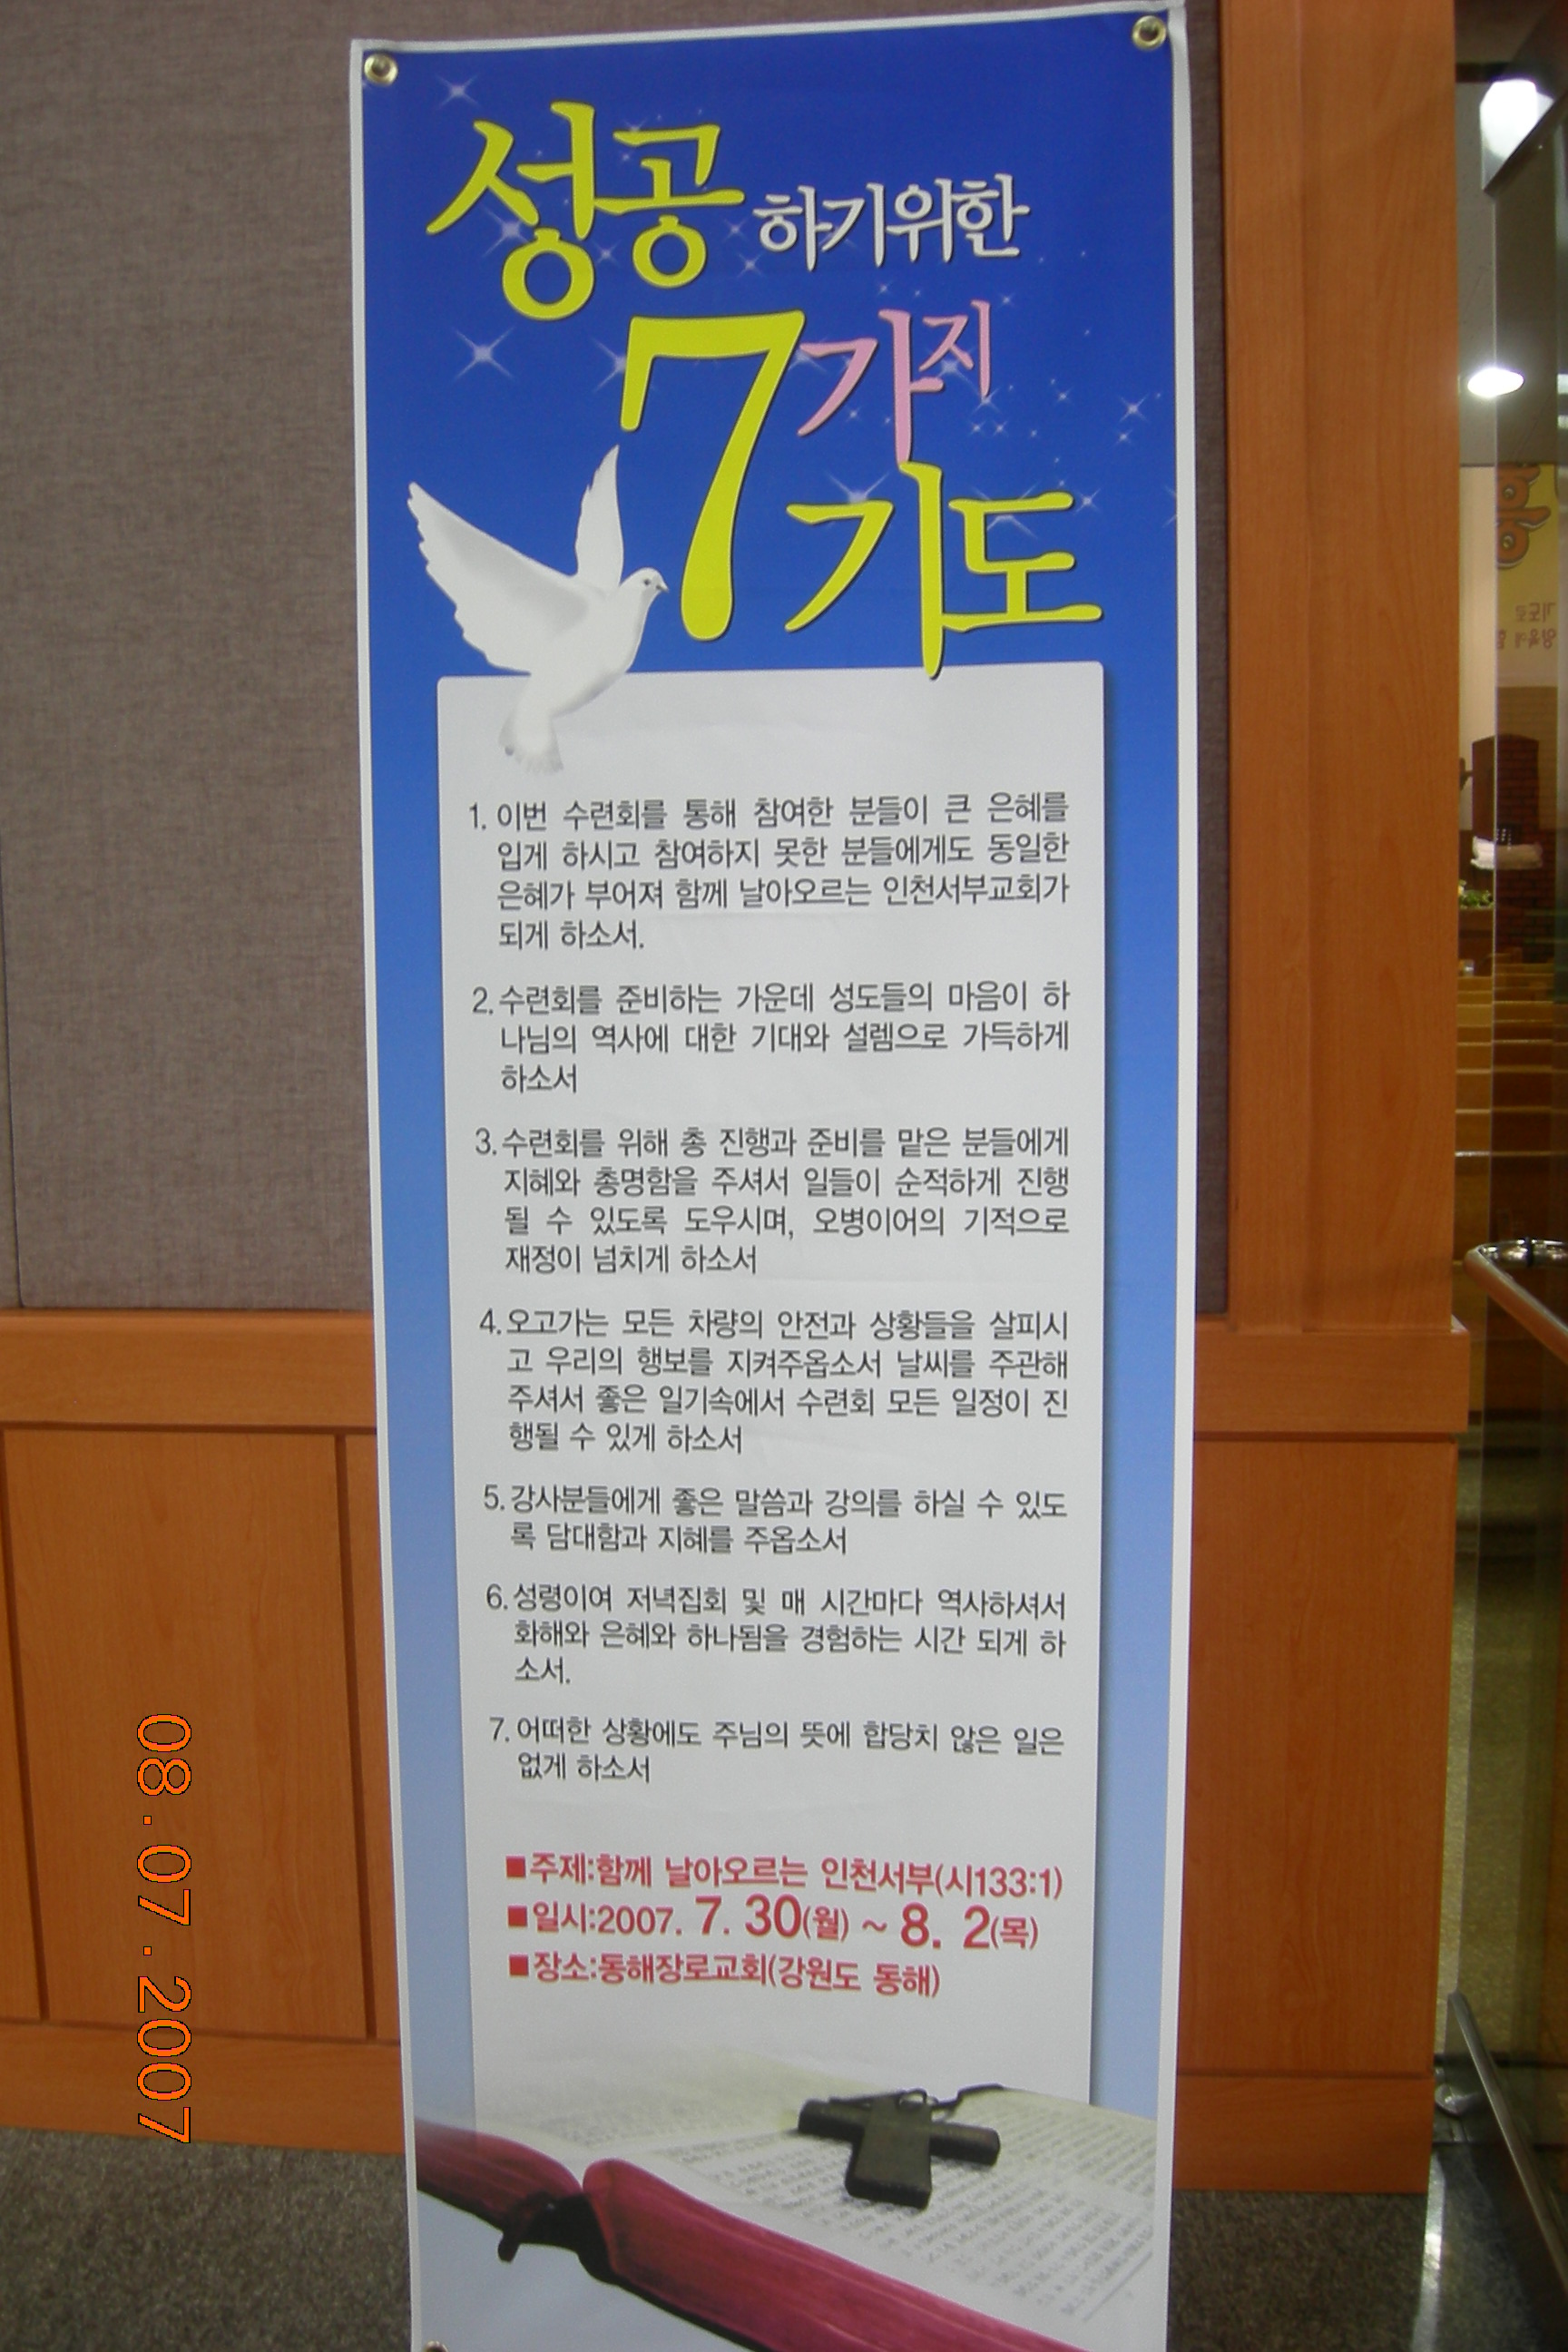 성공하기위한
7가지
기도
1. 이번 수련회를 통해 참여한 분들이 큰 은혜를
입게 하시고 참여하지 못한 분들에게도 동일한
은혜가 부어져 함께 날아오르는 인천서부교회가
되게 하소서.
2. 수련회를 준비하는 가운데 성도들의 마음이 하
나님의 역사에 대한 기대와 설렘으로 가득하게
하소서
3. 수련회를 위해 총 진행과 준비를 맡은 분들에게
지혜와 총명함을 주셔서 일들이 순적하게 진행
될 수 있도록 도우시며, 오병이어의 기적으로
재정이 넘치게 하소서
4. 오고가는 모든 차량의 안전과 상황들을 살피시
고 우리의 행보를 지켜주옵소서 날씨를 주관해
주셔서 좋은 일기속에서 수련회 모든 일정이 진
행될 수 있게 하소서
5. 강사분들에게 좋은 말씀과 강의를 하실 수 있도
록 담대함과 지혜를 주옵소서
6. 성령이여 저녁집회 및 매 시간마다 역사하셔서
화해와 은혜와 하나됨을 경험하는 시간 되게 하
소서.
7. 어떠한 상황에도 주님의 뜻에 합당치 않은 일은
없게 하소서
■주제:함께 날아오르는 인천서부(시133:1)
■일시:2007. 7. 30(월) ~ 8. 2(목)
■장소:동해장로교회(강원도 동해)
08.07.2007